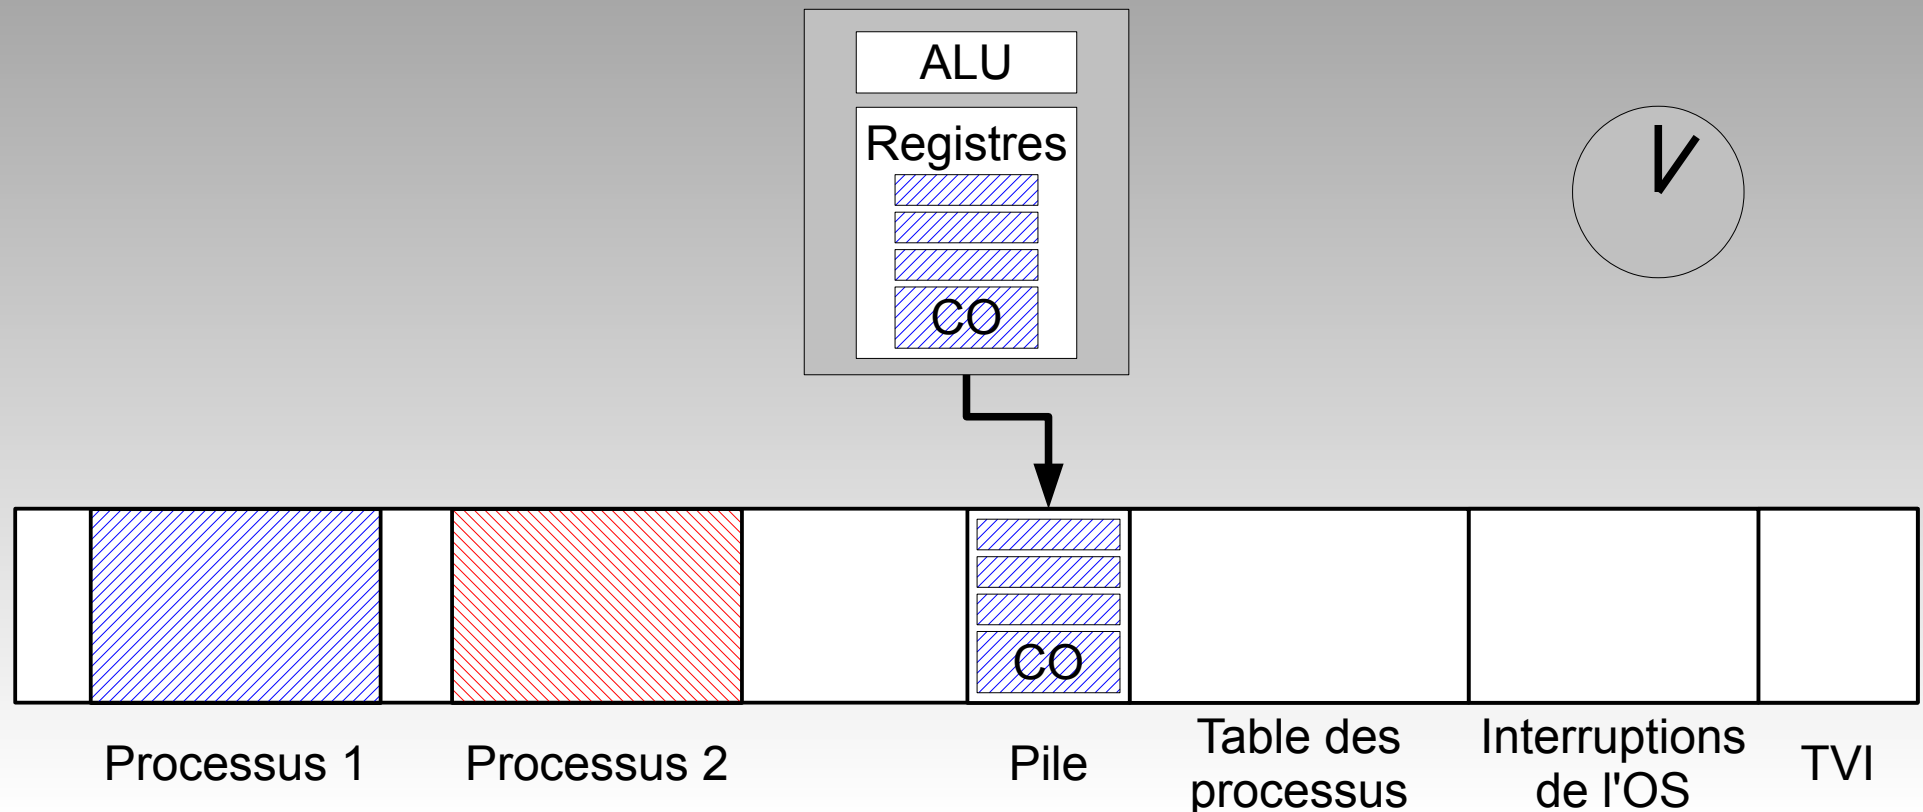 ALU
Registres
CO
CO
Processus 1
Processus 2
Pile
Table des
processus
Interruptions
de l'OS
TVI